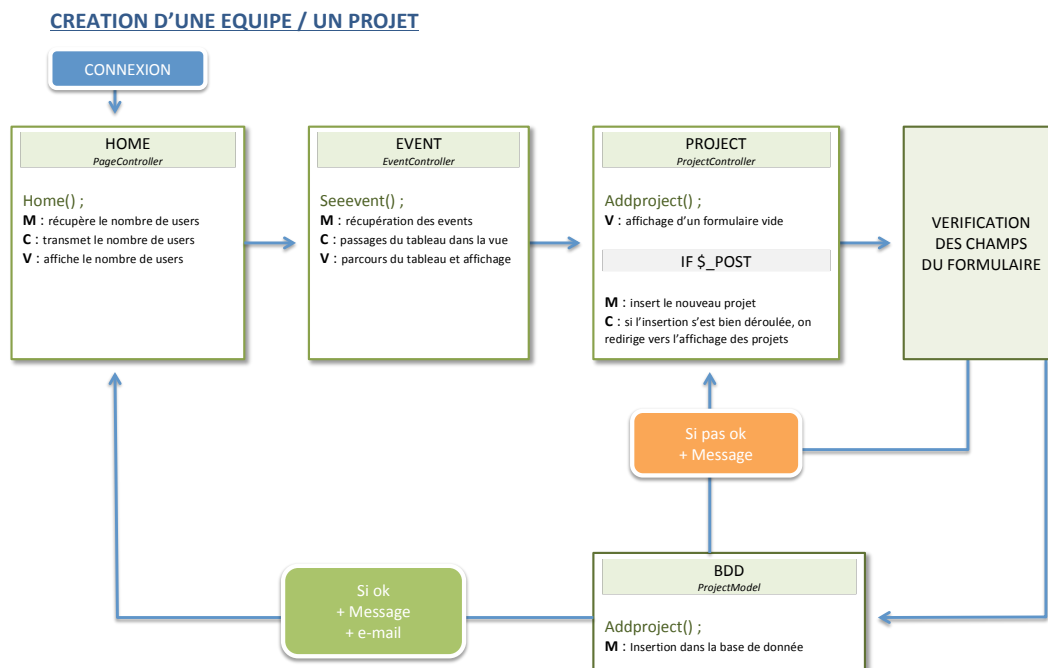 CREATION D'UNE EQUIPE / UN PROJET
CONNEXION
HOME
PageController
Home() ;
M : récupère le nombre de users
C : transmet le nombre de users
V : affiche le nombre de users
EVENT
EventController
Seeevent() ;
M : récupération des events
C : passages du tableau dans la vue
V : parcours du tableau et affichage
PROJECT
ProjectController
Addproject() ;
V : affichage d'un formulaire vide
IF $_POST
M : insert le nouveau projet
C : si l'insertion s'est bien déroulée, on
redirige vers l'affichage des projets
VERIFICATION
DES CHAMPS
DU FORMULAIRE
Si pas ok
+ Message
Si ok
+ Message
+ e-mail
BDD
ProjectModel
Addproject() ;
M : Insertion dans la base de donnée